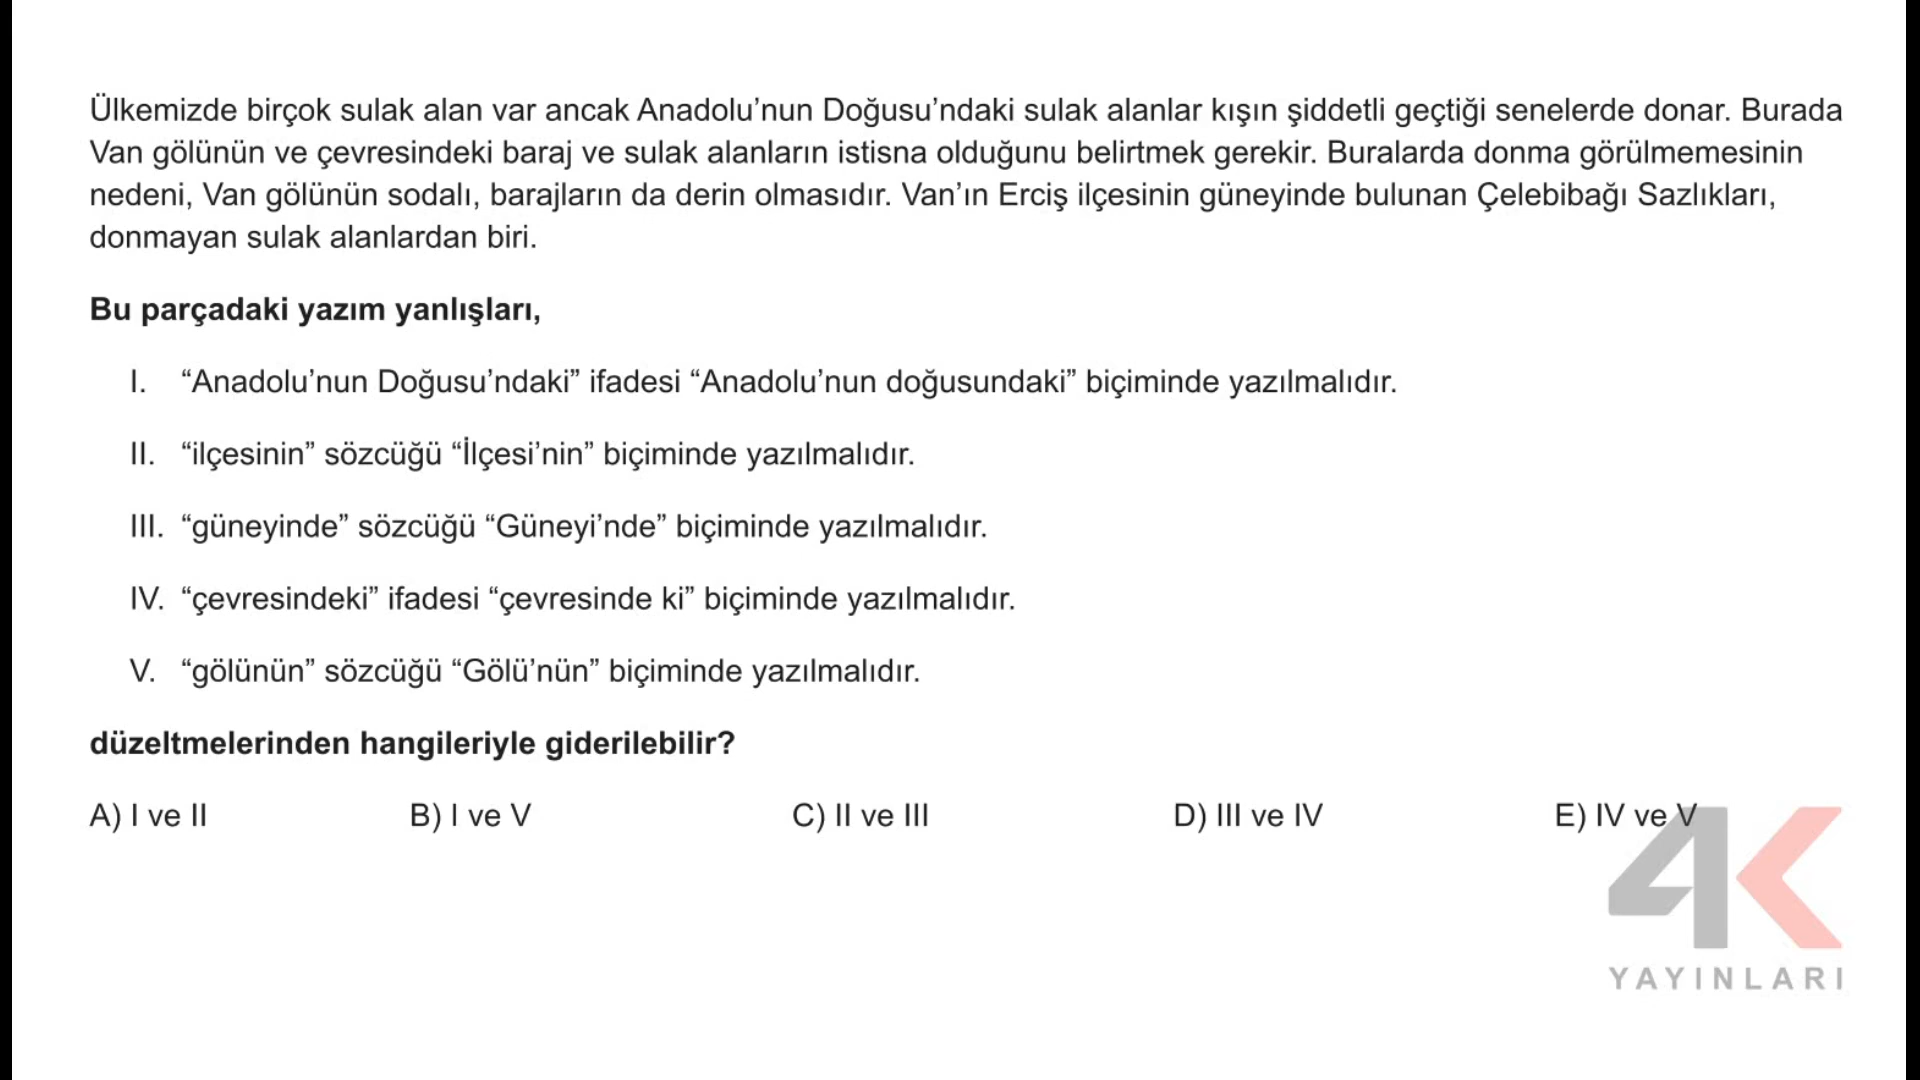 Ülkemizde birçok sulak alan var ancak Anadolu’nun Doğusu’ndaki sulak alanlar kışın şiddetli geçtiği senelerde donar. Burada
Van gölünün ve çevresindeki baraj ve sulak alanların istisna olduğunu belirtmek gerekir. Buralarda donma görülmemesinin
nedeni, Van gölünün sodalı, barajların da derin olmasıdır. Van’ın Erciş ilçesinin güneyinde bulunan Çelebibağı Sazlıkları,
donmayan sulak alanlardan biri.
Bu parçadaki yazım yanlışları,
I. “Anadolu’nun Doğusu’ndaki” ifadesi “Anadolu’nun doğusundaki” biçiminde yazılmalıdır.
II. “ilçesinin” sözcüğü “İlçesi’nin” biçiminde yazılmalıdır.
III. “güneyinde” sözcüğü “Güneyi’nde” biçiminde yazılmalıdır.
IV. “çevresindeki” ifadesi “çevresinde ki” biçiminde yazılmalıdır.
V. “gölünün” sözcüğü “Gölü’nün” biçiminde yazılmalıdır.
düzeltmelerinden hangileriyle giderilebilir?
A) I ve II B) I ve V C) II ve III D) III ve IV E) IV ve V
4K
YAYINLARI